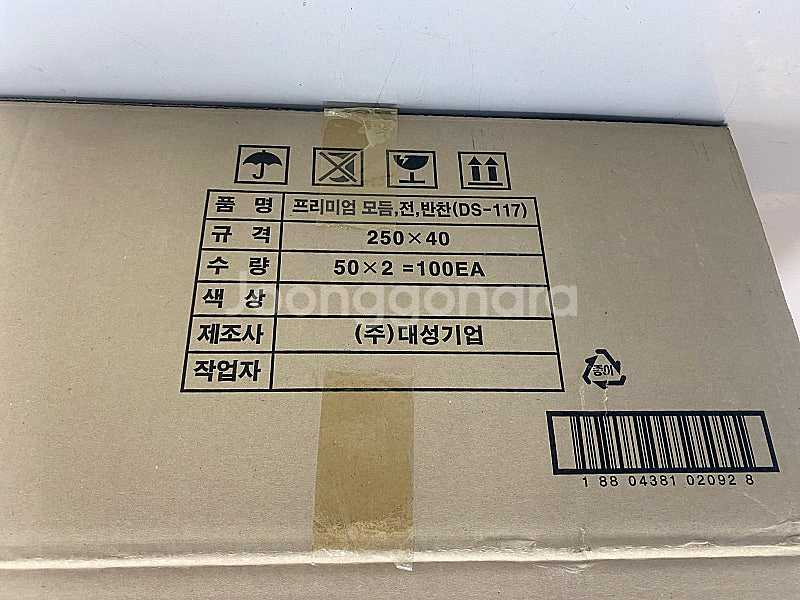 품 명 프리미엄 모듬,전,반찬(DS-117)
규 격 250×40
수 량 50×2 =100EA
색 상
Joonggonara
제조사 (주)대성기업
작업자
종이
1 88 04381 02092 8